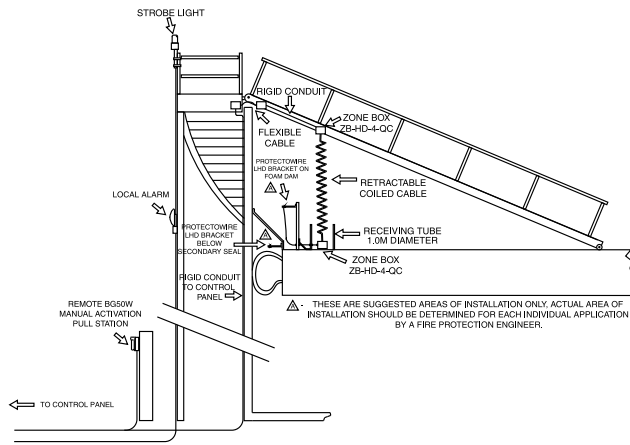 STROBE LIGHT
RIGID CONDUIT
ZONE BOX
ZB-HD-4-QC
FLEXIBLE
CABLE
PROTECTOWIRE
LHD BRACKET ON
FOAM DAM
A
RETRACTABLE
COILED CABLE
LOCAL ALARM
PROTECTOWIRE
LHD BRACKET
BELOW
SECONDARY SEAL
A
RECEIVING TUBE
1.0M DIAMETER
ZONE BOX
ZB-HD-4-QC
RIGID CONDUIT
TO CONTROL
PANEL
REMOTE BG50W
MANUAL ACTIVATION
PULL STATION
A - THESE ARE SUGGESTED AREAS OF INSTALLATION ONLY, ACTUAL AREA OF
INSTALLATION SHOULD BE DETERMINED FOR EACH INDIVIDUAL APPLICATION
BY A FIRE PROTECTION ENGINEER.
TO CONTROL PANEL